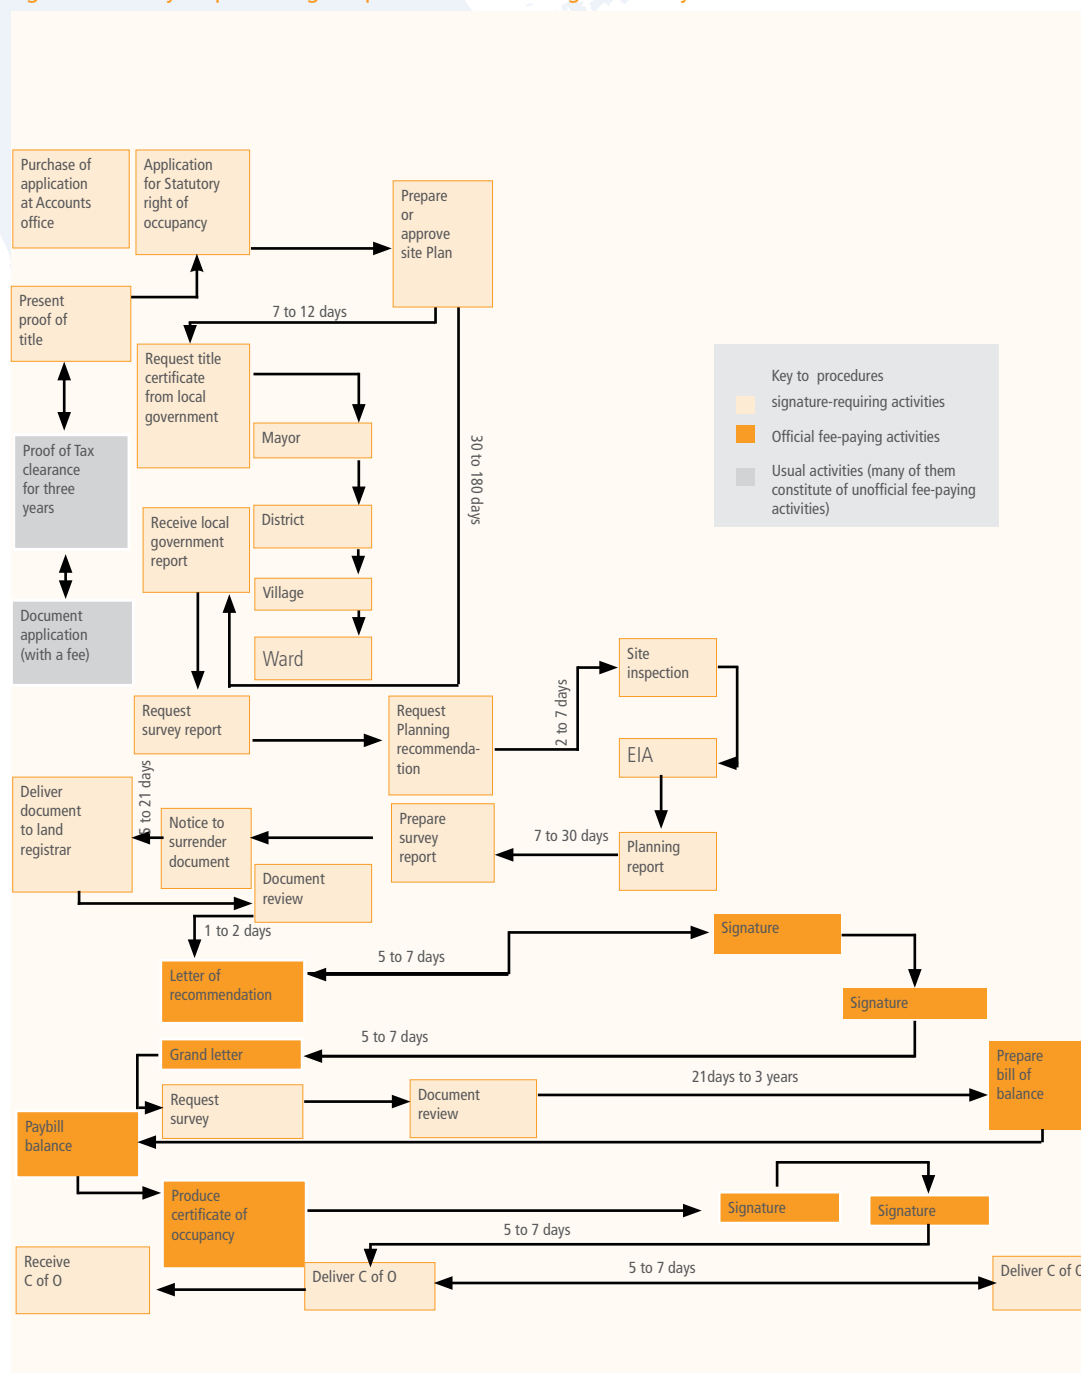 Purchase of
application
at Accounts
office
Application
for Statutory
right of
occupancy
Prepare
or
approve
site Plan
Present
proof of
title
7 to 12 days
Request title
certificate
from local
government
Key to procedures
signature-requiring activities
Official fee-paying activities
Usual activities (many of them
constitute of unofficial fee-paying
activities)
Mayor
30 to 180 days
Proof of Tax
clearance
for three
years
Receive local
government
report
District
Village
Document
application
(with a fee)
Ward
Site
inspection
Request
survey report
Request
Planning
recommenda-
tion
2 to 7 days
EIA
Deliver
document
to land
registrar
to 21 days
Notice to
surrender
document
Prepare
survey
report
7 to 30 days
Planning
report
Document
review
1 to 2 days
Letter of
recommendation
5 to 7 days
Signature
Signature
5 to 7 days
Grand letter
Prepare
bill of
balance
21days to 3 years
Request
survey
Document
review
Paybill
balance
Produce
certificate of
occupancy
Signature
Signature
5 to 7 days
Receive
C of O
Deliver C of O
5 to 7 days
Deliver C of O